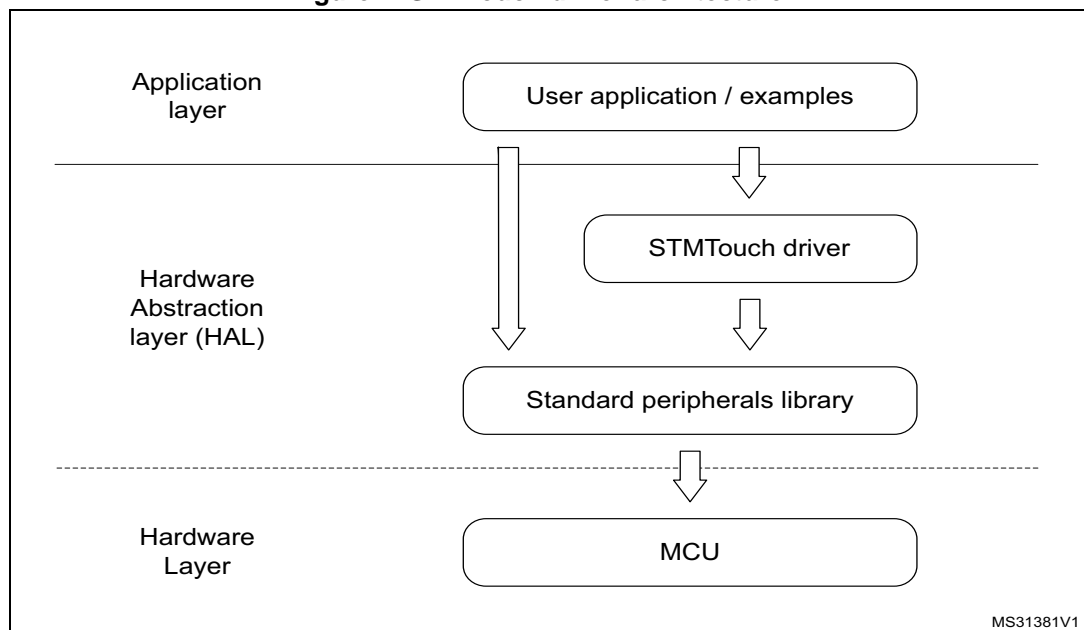 Application
layer
User application / examples
STMTouch driver
Hardware
Abstraction
layer (HAL)
Standard peripherals library
Hardware
Layer
MCU
MS31381V1